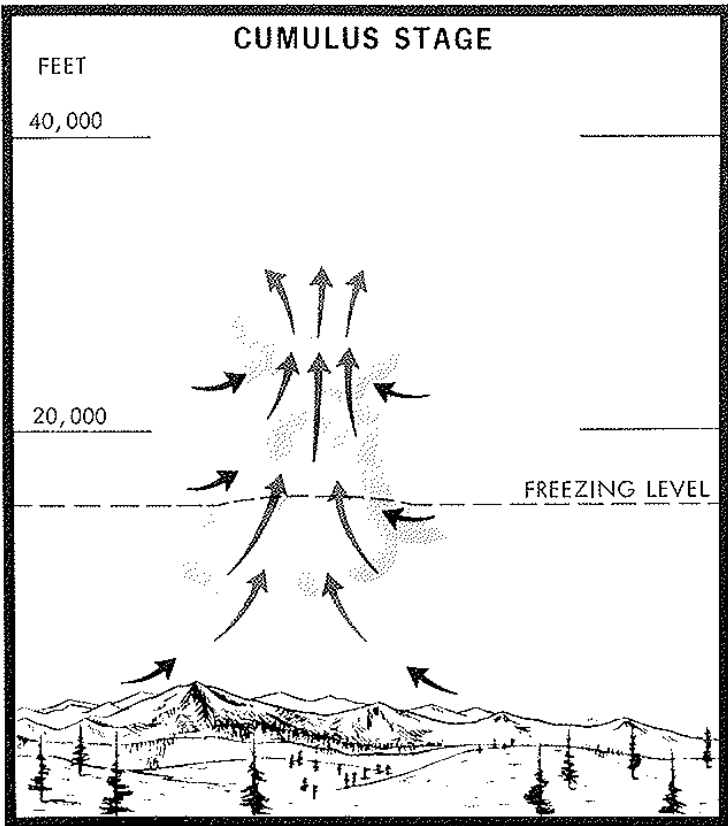 CUMULUS STAGE
FEET
40,000
20,000
FREEZING LEVEL